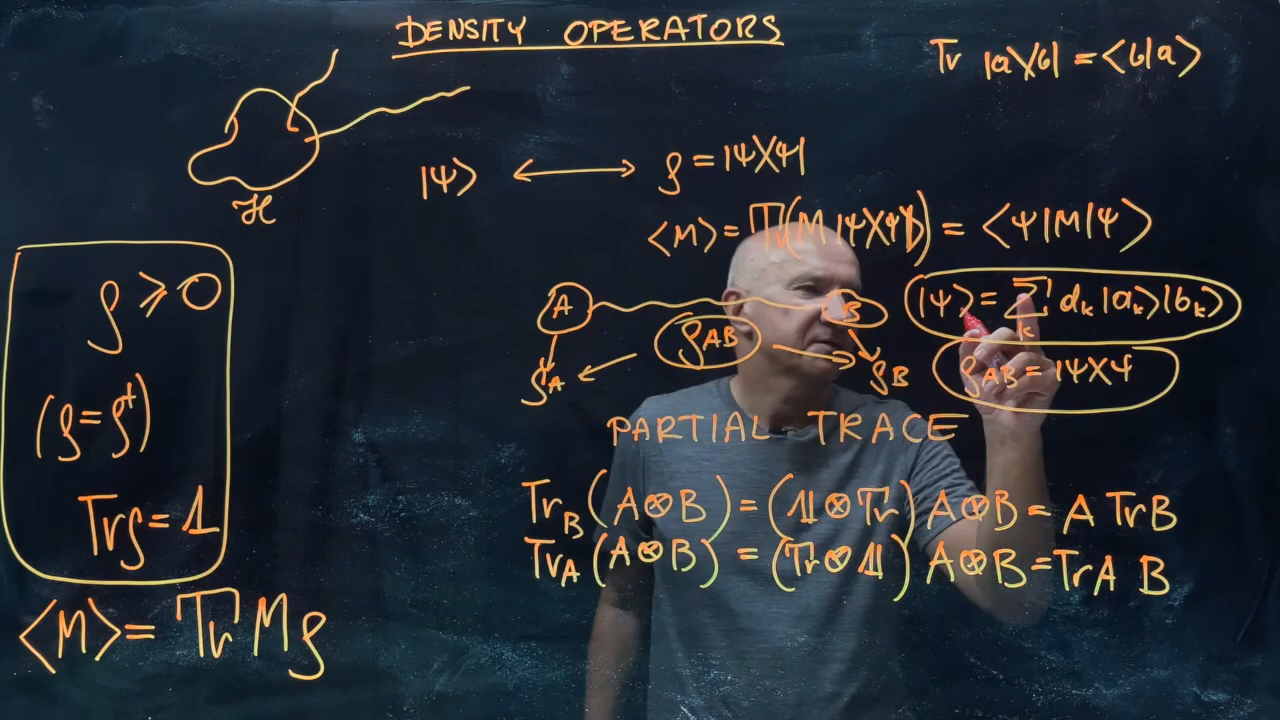 DENSITY OPERATORS
Tr |a⟩⟨b| = ⟨b|a⟩
ℋ
|Ψ⟩ ⟷ ρ = |Ψ⟩⟨Ψ|
⟨M⟩ = Tr(M|Ψ⟩⟨Ψ|) = ⟨Ψ|M|Ψ⟩
ρ ⩾ 0
(ρ=ρ†)
Trρ = 1
⟨M⟩ = Tr Mρ
A B
ρAB
ρA ρB
|Ψ⟩ = Σk dk |ak⟩|bk⟩
ρAB = |Ψ⟩⟨Ψ
PARTIAL TRACE
TrB (A⊗B) = (𝟙⊗Tr) A⊗B = A TrB
TrA (A⊗B) = (Tr⊗𝟙) A⊗B = TrA B